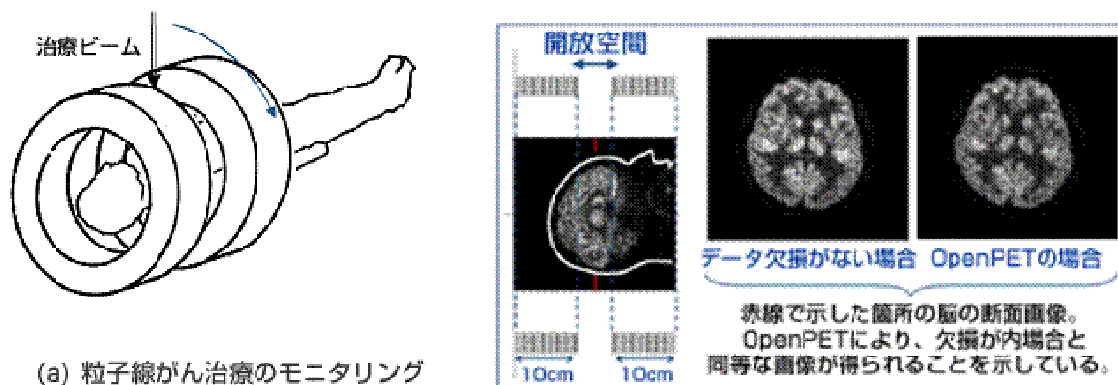 治療ビーム
(a) 粒子線がん治療のモニタリング
開放空間
10cm 10cm
データ欠損がない場合 OpenPETの場合
赤線で示した箇所の脳の断面画像。
OpenPETにより、欠損が内場合と
同等な画像が得られることを示している。